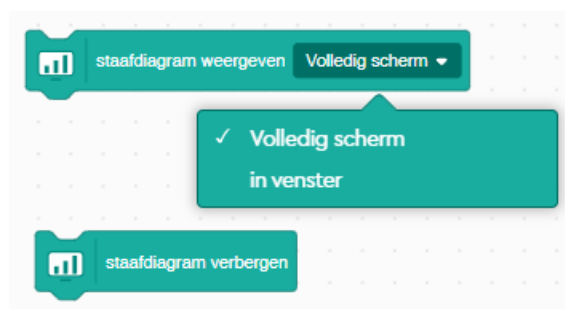 staafdiagram weergeven Volledig scherm
✓ Volledig scherm
in venster
staafdiagram verbergen